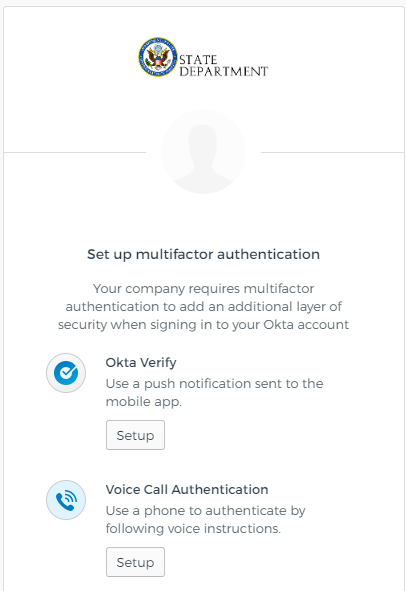 STATE
DEPARTMENT
Set up multifactor authentication
Your company requires multifactor
authentication to add an additional layer of
security when signing in to your Okta account
Okta Verify
Use a push notification sent to the
mobile app.
Setup
Voice Call Authentication
Use a phone to authenticate by
following voice instructions.
Setup